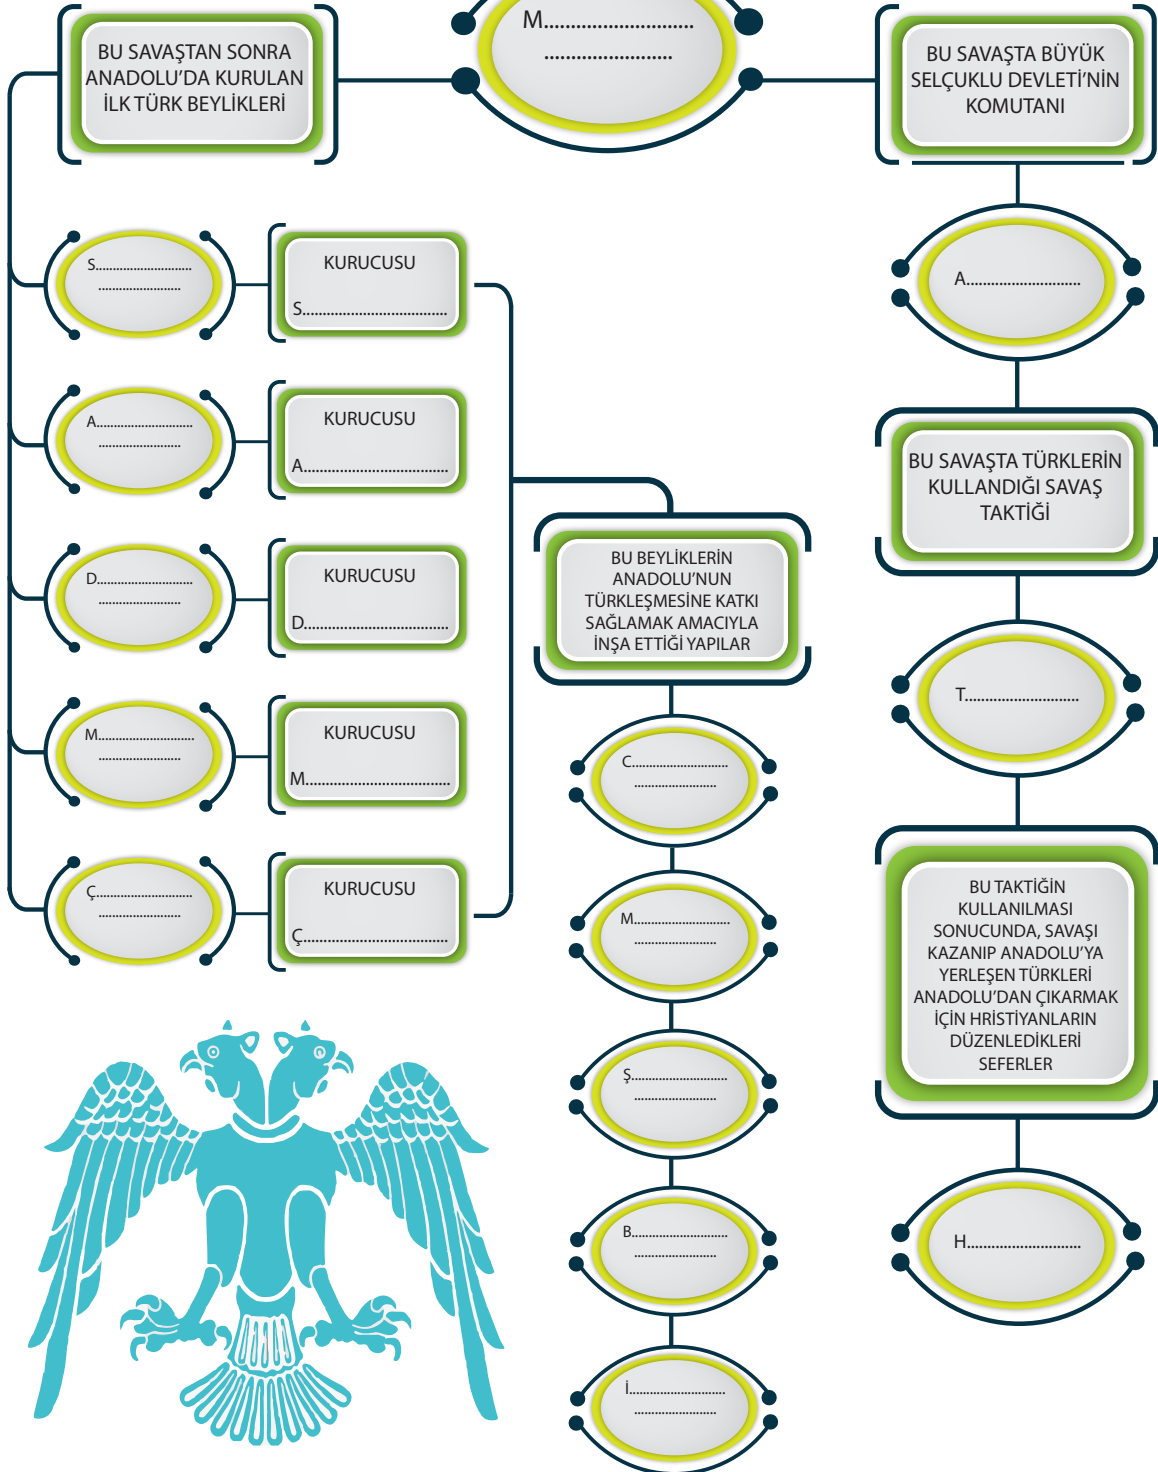 M............................
........................
BU SAVAŞTAN SONRA
ANADOLU'DA KURULAN
İLK TÜRK BEYLİKLERİ
BU SAVAŞTA BÜYÜK
SELÇUKLU DEVLETİ'NİN
KOMUTANI
S............................
........................
KURUCUSU
S...................................
A............................
........................
KURUCUSU
A...................................
D............................
........................
KURUCUSU
D...................................
M............................
........................
KURUCUSU
M...................................
Ç............................
........................
KURUCUSU
Ç...................................
BU BEYLİKLERİN
ANADOLU'NUN
TÜRKLEŞMESİNE KATKI
SAĞLAMAK AMACIYLA
İNŞA ETTİĞİ YAPILAR
C............................
........................
M............................
........................
Ş............................
........................
B............................
........................
İ............................
........................
A............................
BU SAVAŞTA TÜRKLERİN
KULLANDIĞI SAVAŞ
TAKTİĞİ
T............................
BU TAKTİĞİN
KULLANILMASI
SONUCUNDA, SAVAŞI
KAZANIP ANADOLU'YA
YERLEŞEN TÜRKLERİ
ANADOLU'DAN ÇIKARMAK
İÇİN HRİSTİYANLARIN
DÜZENLEDİKLERİ
SEFERLER
H............................